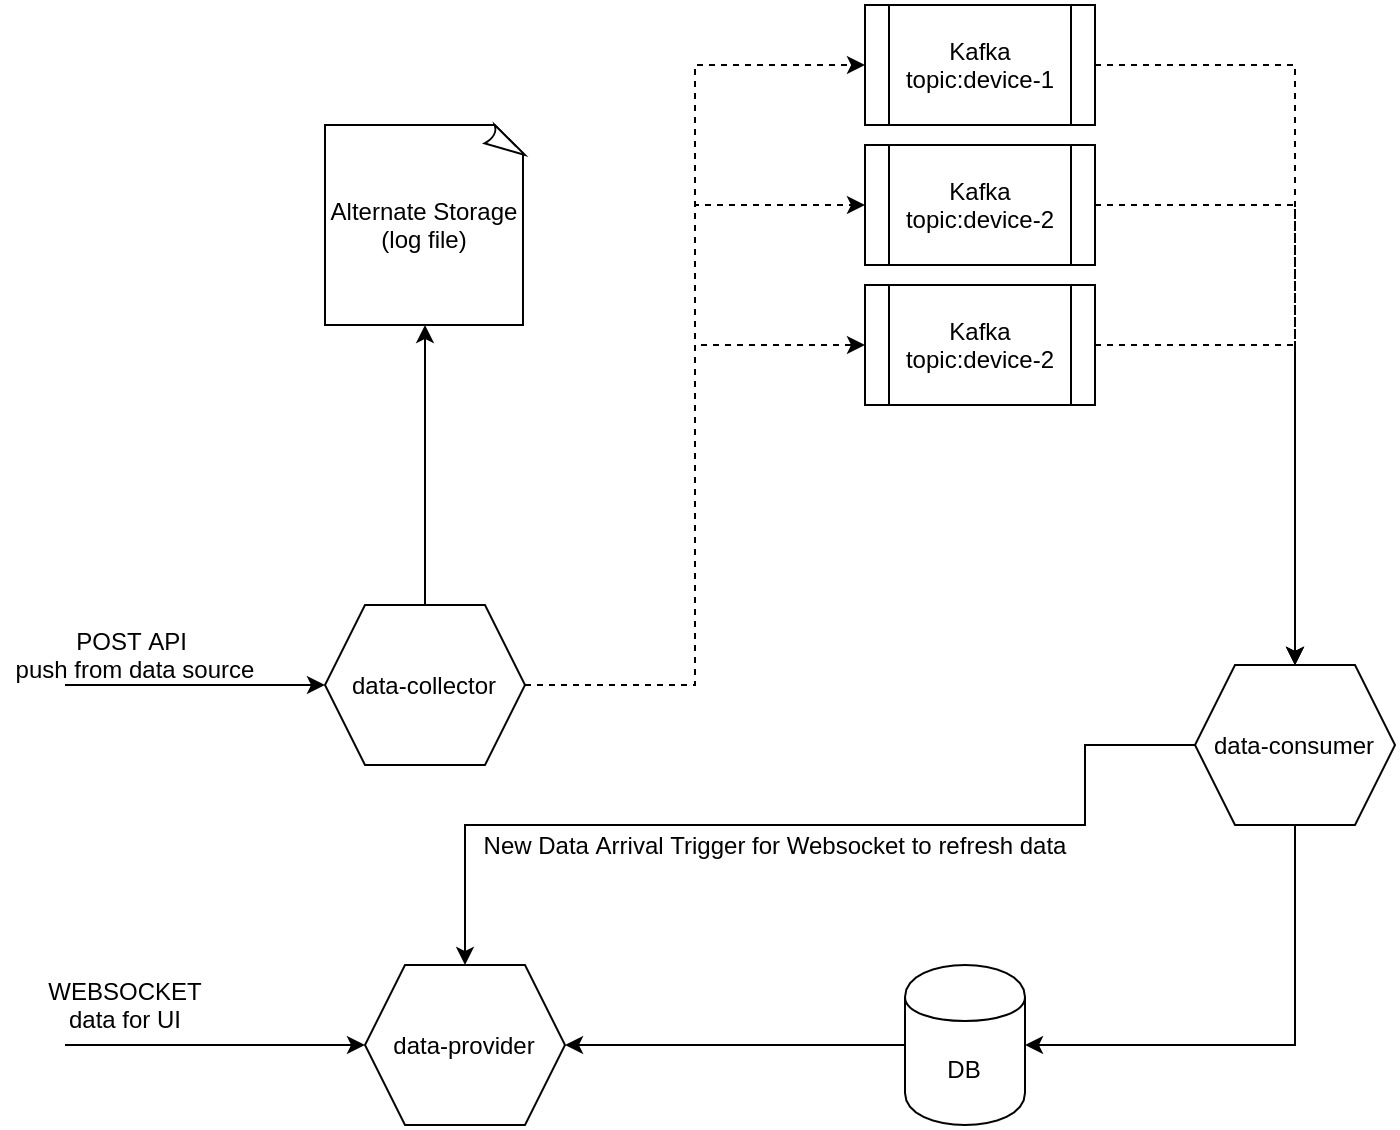 Kafka
topic:device-1
Kafka
topic:device-2
Kafka
topic:device-2
Alternate Storage
(log file)
POST API
push from data source
data-collector
data-consumer
New Data Arrival Trigger for Websocket to refresh data
WEBSOCKET
data for UI
data-provider
DB